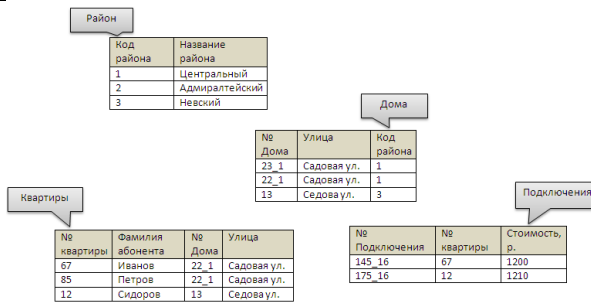 Район
Код района Название района
1 Центральный
2 Адмиралтейский
3 Невский
Дома
№ Дома Улица Код района
23_1 Садовая ул. 1
22_1 Садовая ул. 1
13 Седова ул. 3
Квартиры
№ квартиры Фамилия абонента № Дома Улица
67 Иванов 22_1 Садовая ул.
85 Петров 22_1 Садовая ул.
12 Сидоров 13 Седова ул.
Подключения
№ Подключения № квартиры Стоимость, р.
145_16 67 1200
175_16 12 1210